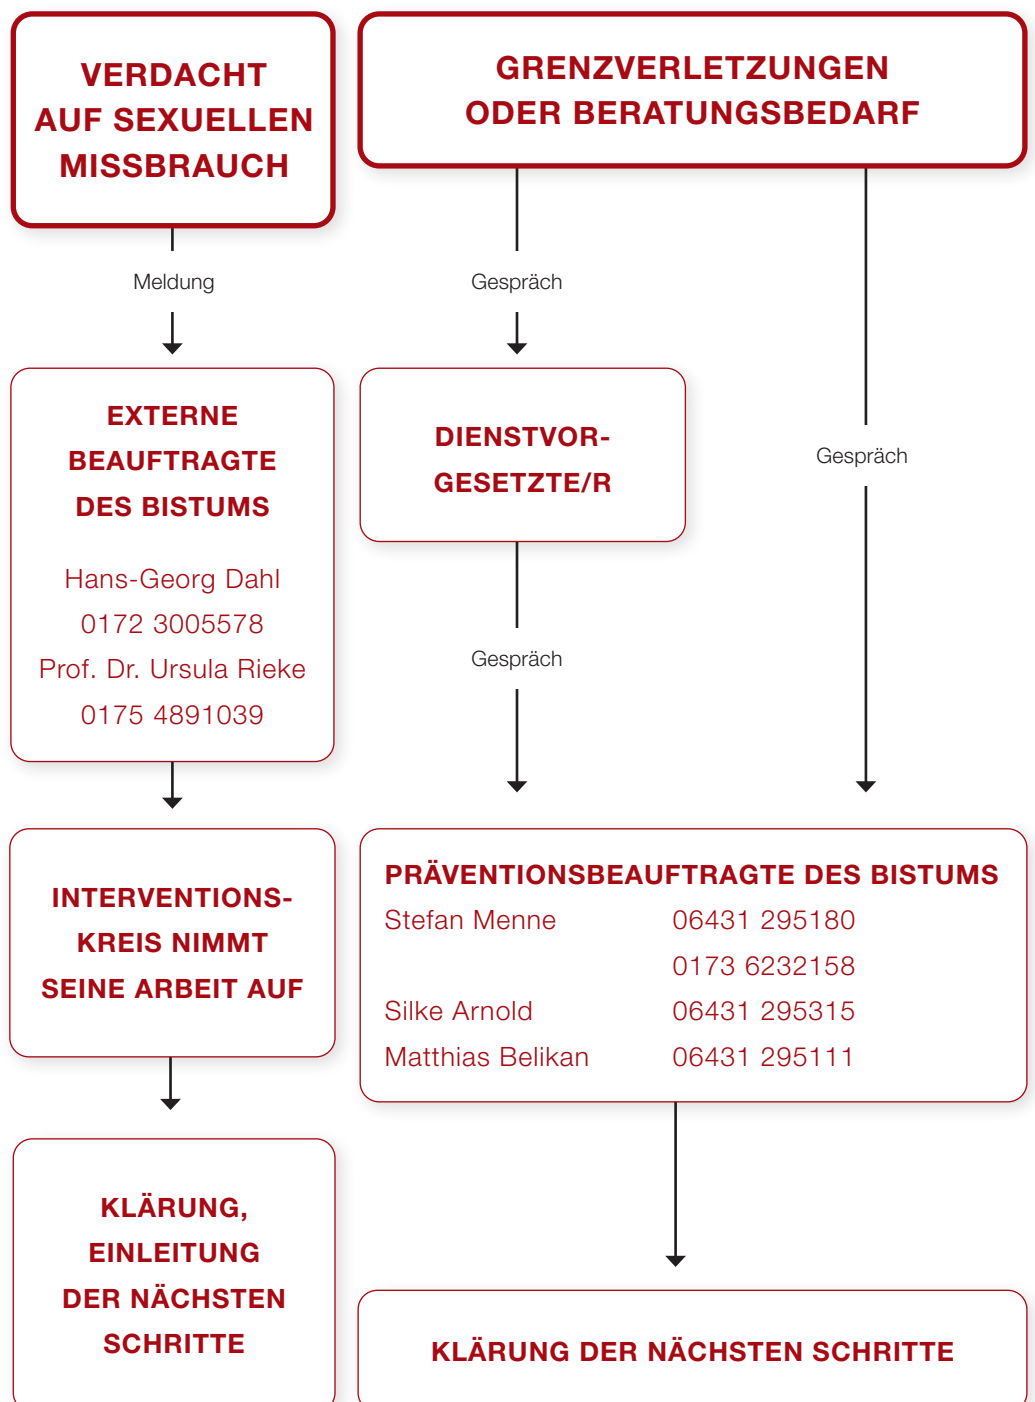 VERDACHT
AUF SEXUELLEN
MISSBRAUCH
Meldung
EXTERNE
BEAUFTRAGTE
DES BISTUMS
Hans-Georg Dahl
0172 3005578
Prof. Dr. Ursula Rieke
0175 4891039
INTERVENTIONS-
KREIS NIMMT
SEINE ARBEIT AUF
KLÄRUNG,
EINLEITUNG
DER NÄCHSTEN
SCHRITTE
GRENZVERLETZUNGEN
ODER BERATUNGSBEDARF
Gespräch
DIENSTVOR-
GESETZTE/R
Gespräch
Gespräch
PRÄVENTIONSBEAUFTRAGTE DES BISTUMS
Stefan Menne 06431 295180
0173 6232158
Silke Arnold 06431 295315
Matthias Belikan 06431 295111
KLÄRUNG DER NÄCHSTEN SCHRITTE